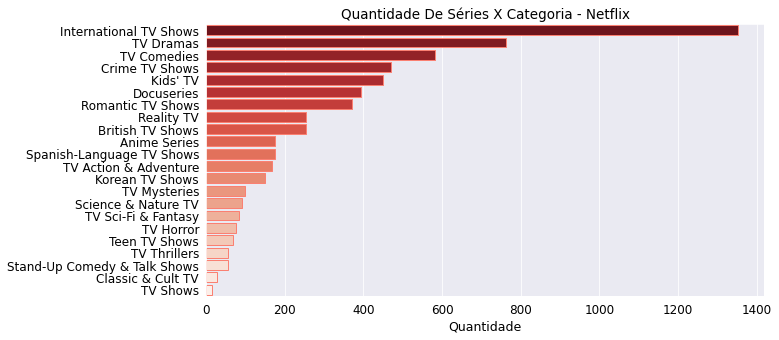 Quantidade De Séries X Categoria - Netflix
International TV Shows
TV Dramas
TV Comedies
Crime TV Shows
Kids' TV
Docuseries
Romantic TV Shows
Reality TV
British TV Shows
Anime Series
Spanish-Language TV Shows
TV Action & Adventure
Korean TV Shows
TV Mysteries
Science & Nature TV
TV Sci-Fi & Fantasy
TV Horror
Teen TV Shows
TV Thrillers
Stand-Up Comedy & Talk Shows
Classic & Cult TV
TV Shows
0 200 400 600 800 1000 1200 1400
Quantidade